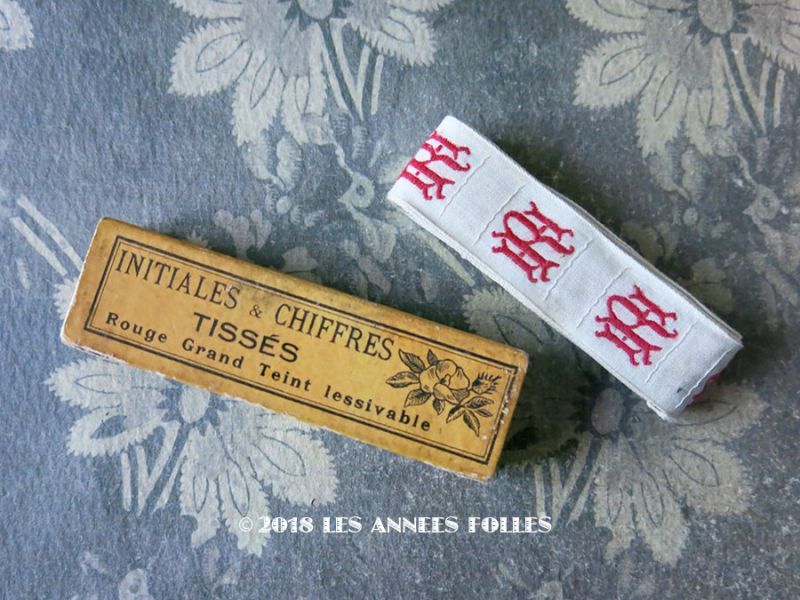 INITIALES & CHIFFRES
TISSÉS
Rouge Grand Teint lessivable
© 2018 LES ANNEES FOLLES